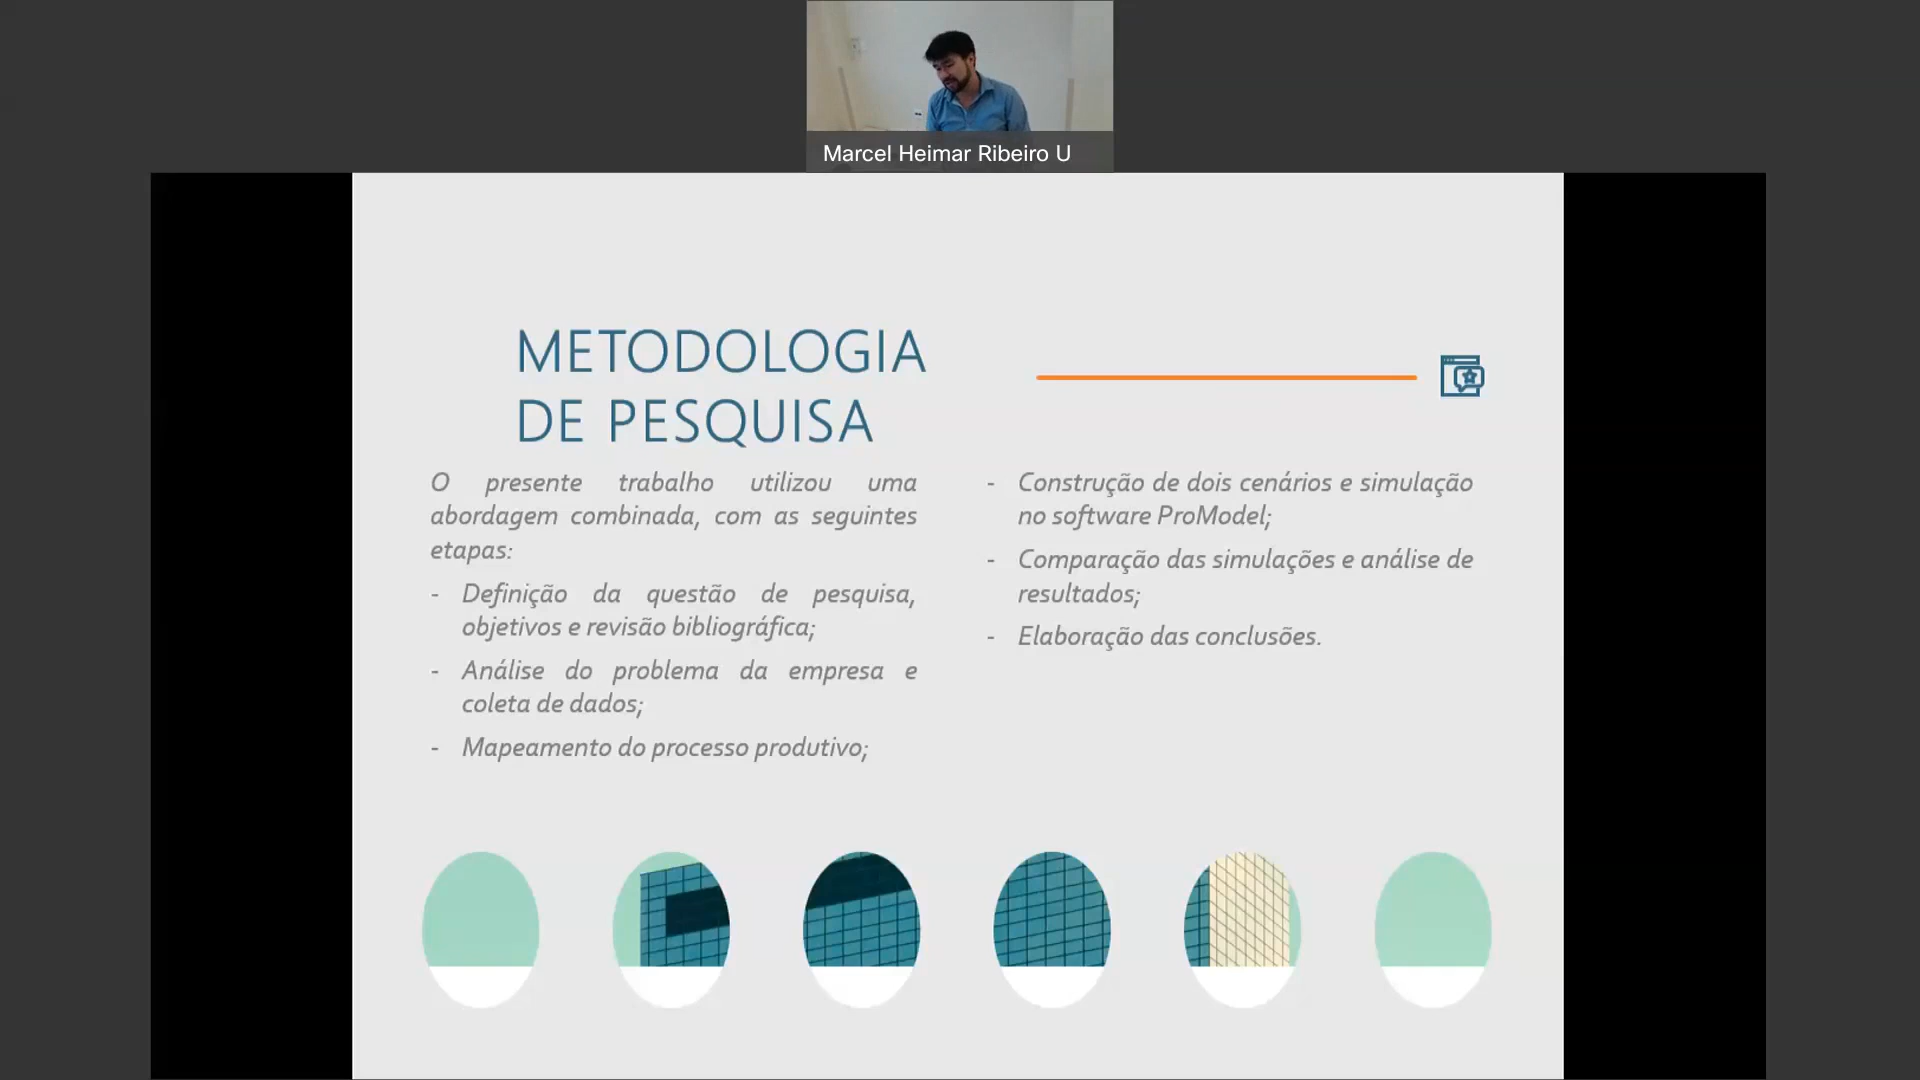 Marcel Heimar Ribeiro U
METODOLOGIA
DE PESQUISA
O presente trabalho utilizou uma
abordagem combinada, com as seguintes
etapas:
- Definição da questão de pesquisa,
objetivos e revisão bibliográfica;
- Análise do problema da empresa e
coleta de dados;
- Mapeamento do processo produtivo;
- Construção de dois cenários e simulação
no software ProModel;
- Comparação das simulações e análise de
resultados;
- Elaboração das conclusões.